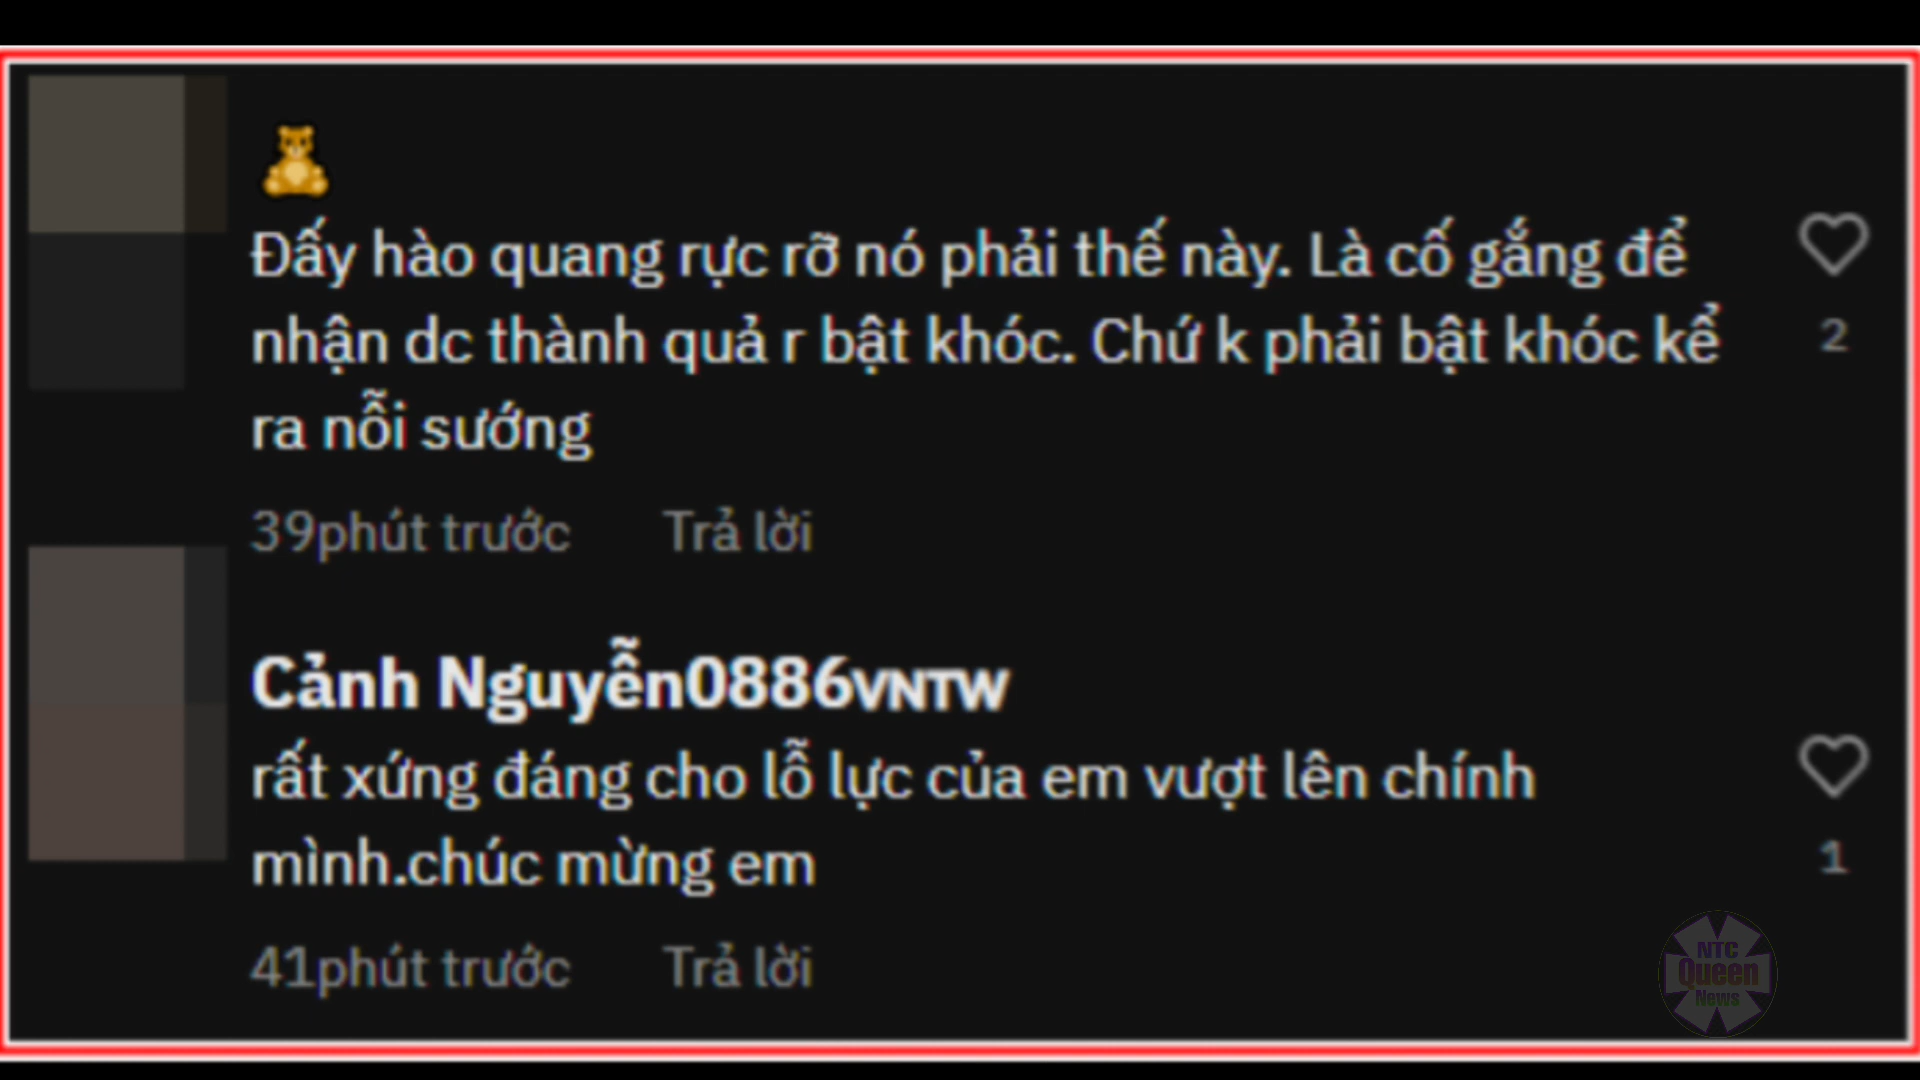 🧸
Đấy hào quang rực rỡ nó phải thế này. Là cố gắng để
nhận dc thành quả r bật khóc. Chứ k phải bật khóc kể
ra nỗi sướng
2
39phút trước Trả lời
Cảnh Nguyễn0886VNTW
rất xứng đáng cho lỗ lực của em vượt lên chính
mình.chúc mừng em
1
41phút trước Trả lời
NTC
Queen
News